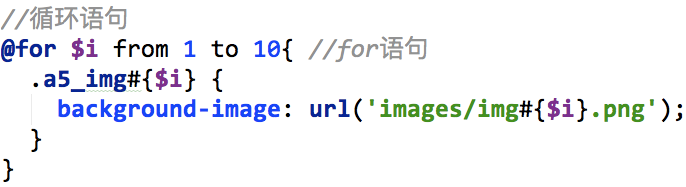 //循环语句
@for $i from 1 to 10{ //for语句
  .a5_img#{$i} {
    background-image: url('images/img#{$i}.png');
  }
}